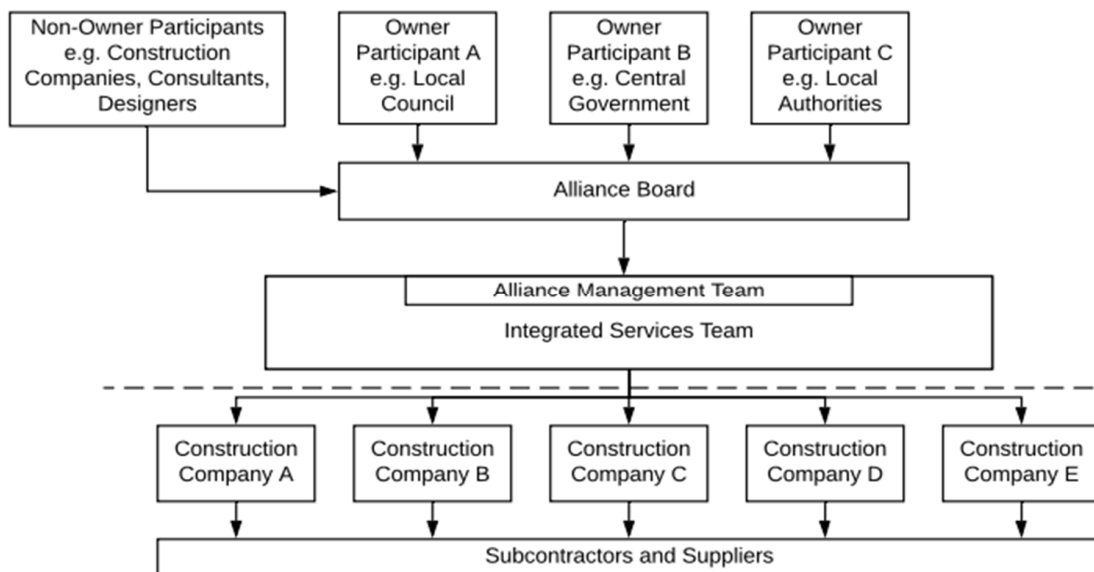 Non-Owner Participants
e.g. Construction
Companies, Consultants,
Designers
Owner
Participant A
e.g. Local
Council
Owner
Participant B
e.g. Central
Government
Owner
Participant C
e.g. Local
Authorities
Alliance Board
Alliance Management Team
Integrated Services Team
Construction
Company A
Construction
Company B
Construction
Company C
Construction
Company D
Construction
Company E
Subcontractors and Suppliers